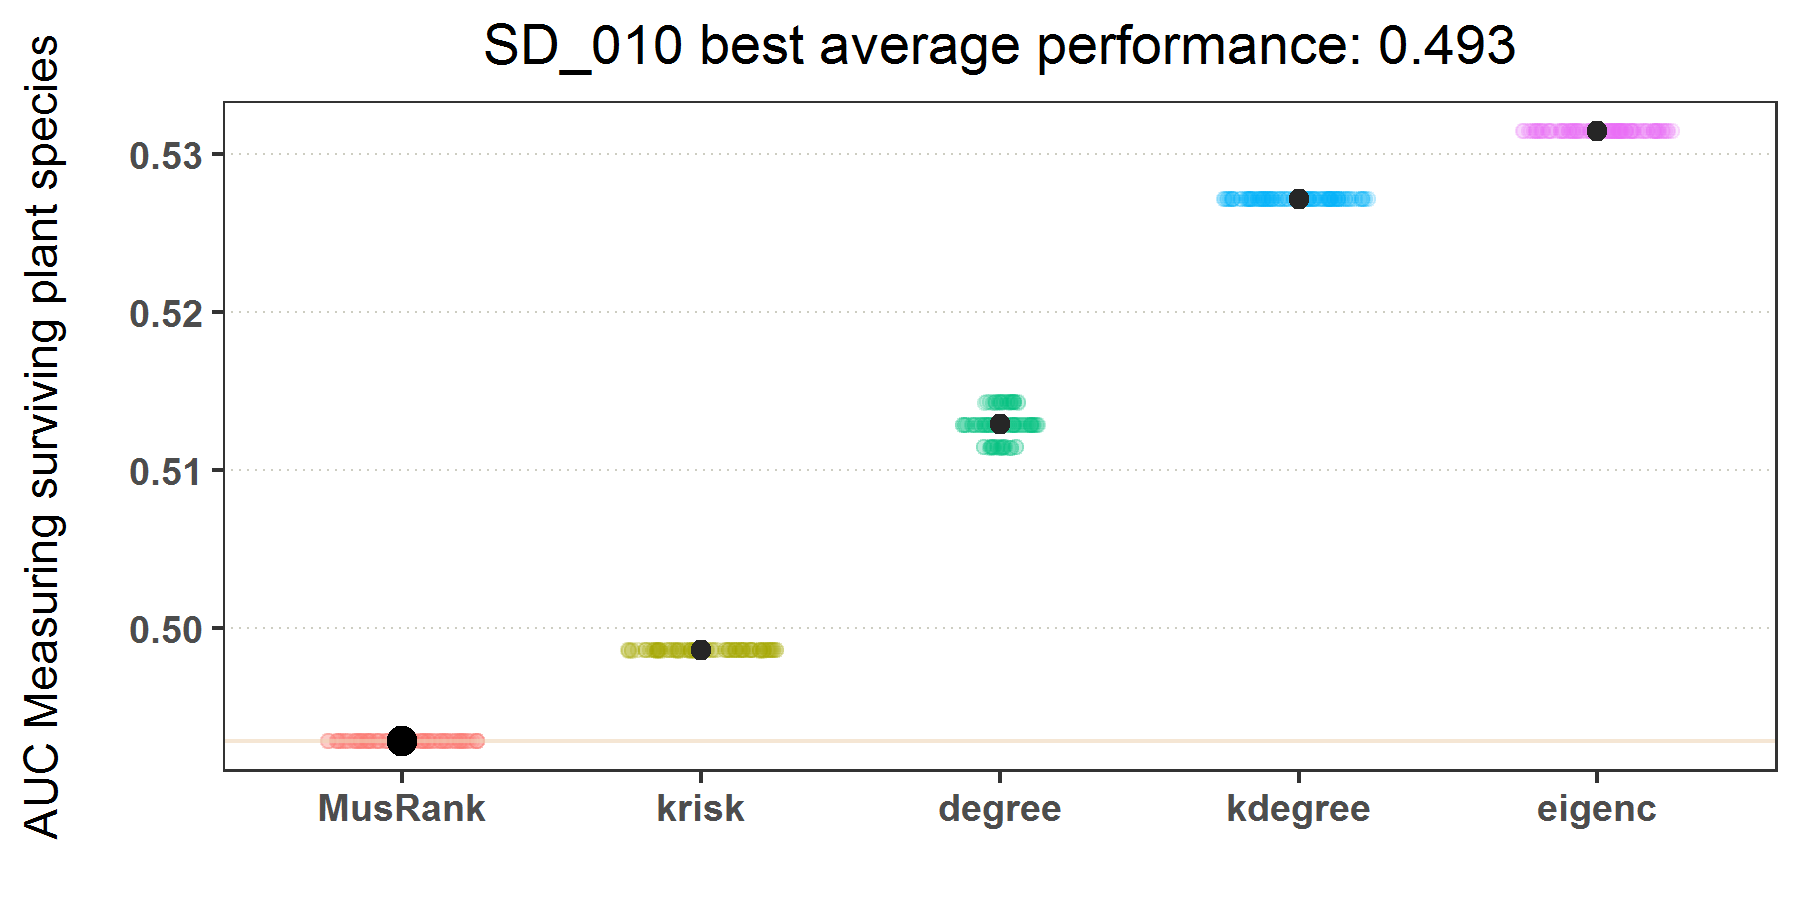 SD_010 best average performance: 0.493
AUC Measuring surviving plant species
0.53
0.52
0.51
0.50
MusRank krisk degree kdegree eigenc